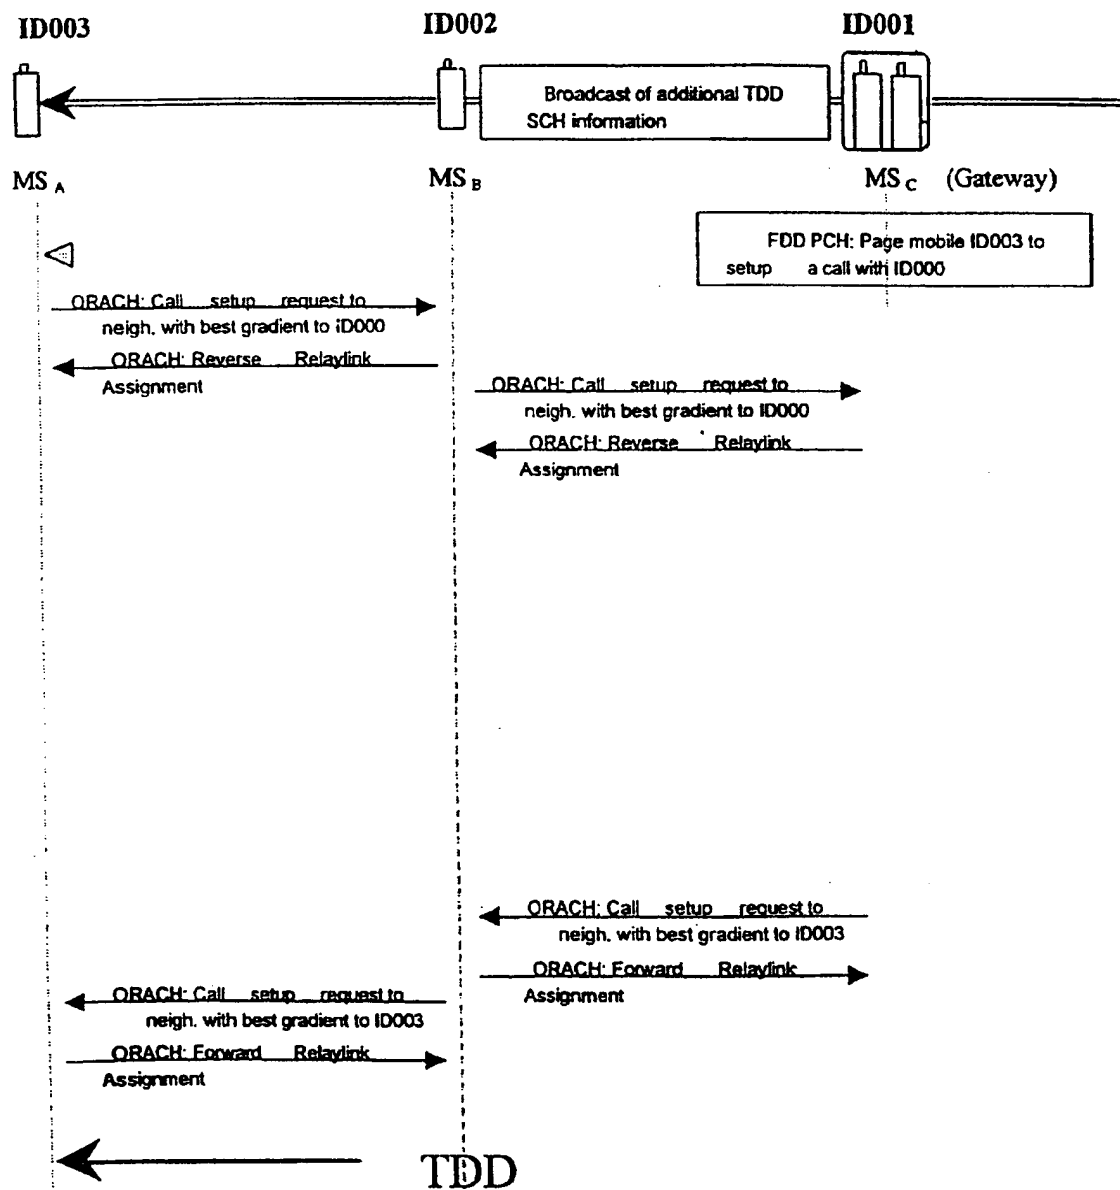 ID003
ID002
ID001
Broadcast of additional TDD
SCH information
MS A
MS B
MS C (Gateway)
FDD PCH: Page mobile ID003 to
setup a call with ID000
ORACH: Call setup request to
neigh. with best gradient to ID000
ORACH: Reverse Relaylink
Assignment
ORACH: Call setup request to
neigh. with best gradient to ID000
ORACH: Reverse Relaylink
Assignment
ORACH: Call setup request to
neigh. with best gradient to ID003
ORACH: Forward Relaylink
Assignment
ORACH: Call setup request to
neigh. with best gradient to ID003
ORACH: Forward Relaylink
Assignment
TDD